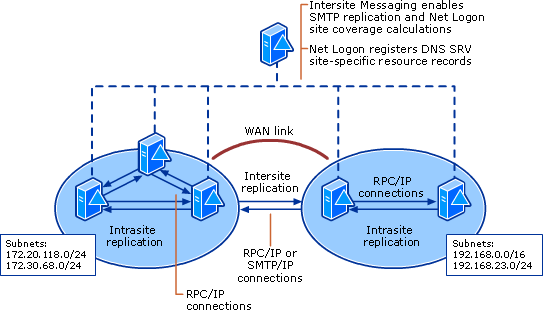 Intersite Messaging enables
SMTP replication and Net Logon
site coverage calculations
Net Logon registers DNS SRV
site-specific resource records
WAN link
Intersite
replication
RPC/IP
connections
Intrasite
replication
Intrasite
replication
Subnets:
172.20.118.0/24
172.30.68.0/24
Subnets:
192.168.0.0/16
192.168.23.0/24
RPC/IP or
SMTP/IP
connections
RPC/IP
connections